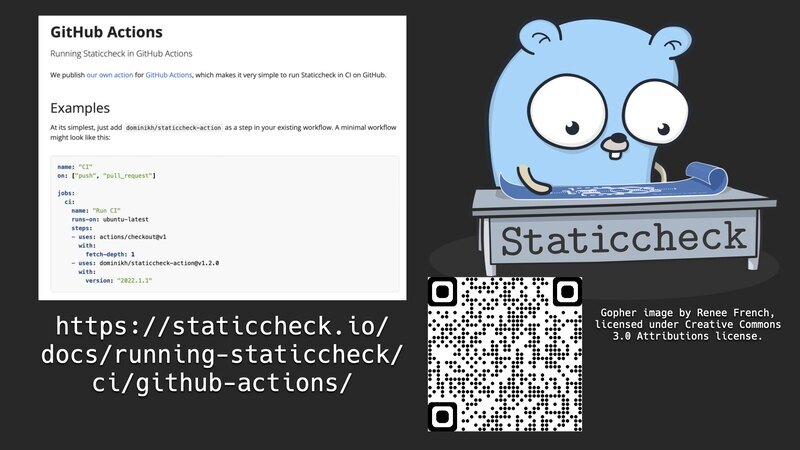 GitHub Actions
Running Staticcheck in GitHub Actions
We publish our own action for GitHub Actions, which makes it very simple to run Staticcheck in CI on GitHub.
Examples
At its simplest, just add dominikh/staticcheck-action as a step in your existing workflow. A minimal workflow
might look like this:
name: "CI"
on: ["push", "pull_request"]
jobs:
ci:
name: "Run CI"
runs-on: ubuntu-latest
steps:
- uses: actions/checkout@v1
with:
fetch-depth: 1
- uses: dominikh/staticcheck-action@v1.2.0
with:
version: "2022.1.1"
https://staticcheck.io/
docs/running-staticcheck/
ci/github-actions/
Staticcheck
Gopher image by Renee French,
licensed under Creative Commons
3.0 Attributions license.